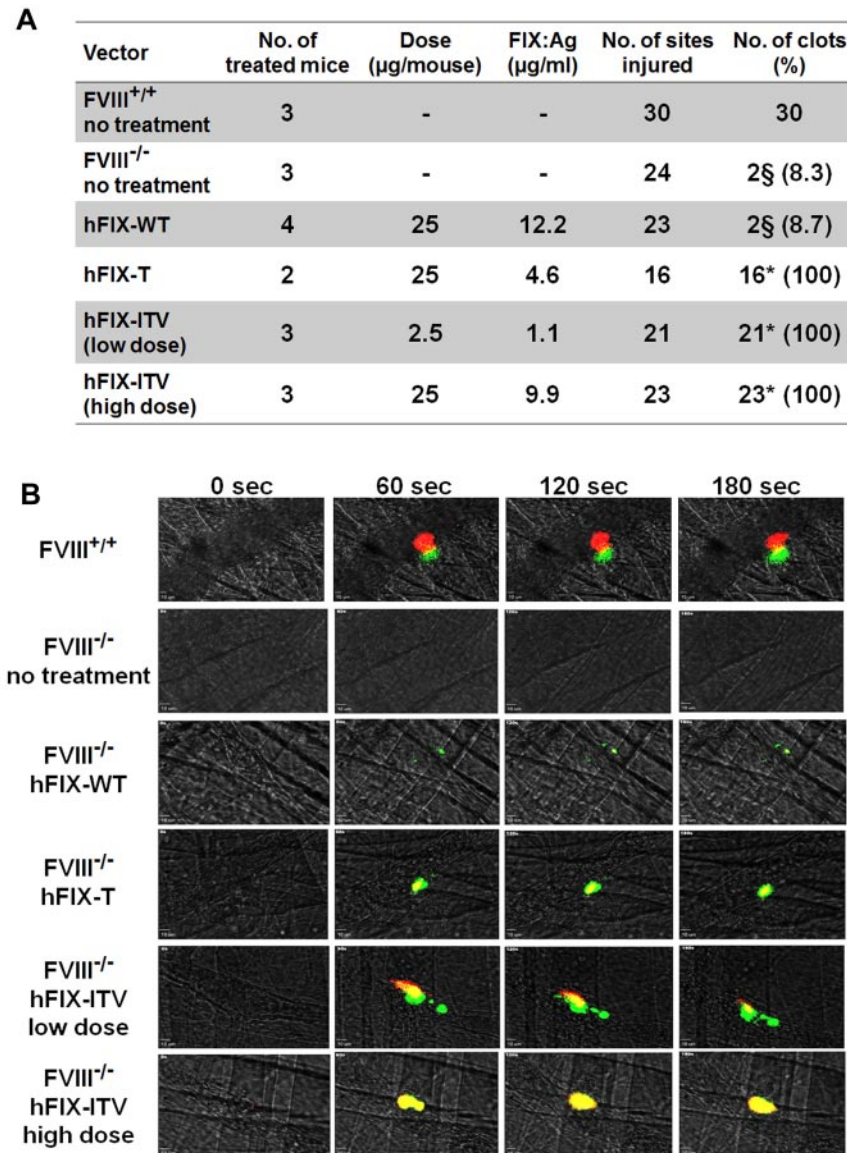 A
Vector No. of treated mice Dose (µg/mouse) FIX:Ag (µg/ml) No. of sites injured No. of clots (%)
FVIII+/+ no treatment 3 - - 30 30
FVIII-/- no treatment 3 - - 24 2§ (8.3)
hFIX-WT 4 25 12.2 23 2§ (8.7)
hFIX-T 2 25 4.6 16 16* (100)
hFIX-ITV (low dose) 3 2.5 1.1 21 21* (100)
hFIX-ITV (high dose) 3 25 9.9 23 23* (100)
B
0 sec 60 sec 120 sec 180 sec
FVIII+/+
FVIII-/-
no treatment
FVIII-/-
hFIX-WT
FVIII-/-
hFIX-T
FVIII-/-
hFIX-ITV
low dose
FVIII-/-
hFIX-ITV
high dose